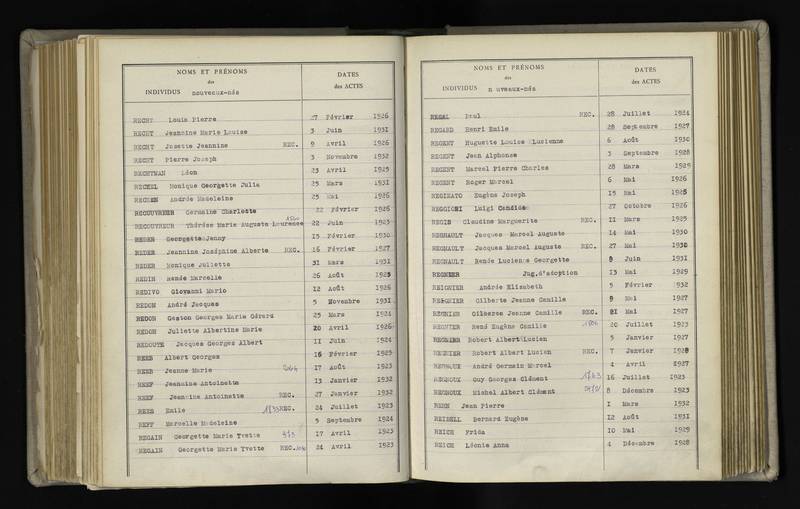 NOMS ET PRÉNOMS
des
INDIVIDUS nouveaux-nés
DATES
des ACTES
RECHT Louis Pierre 27 Février 1926
RECHT Jeannine Marie Louise 3 Juin 1931
RECHT Josette Jeannine REC. 9 Avril 1926
RECHT Pierre Joseph 3 Novembre 1932
RECHTMAN Léon 23 Avril 1925
Monique Georgette Julia 25 Mars 1931
Andrée Madeleine 25 Mai 1926
RECOUVREUR Germaine Charlotte 22 Février 1926
RECOUVREUR Thérèse Marie Augusta Laurence 22 Juin 1923
REDER Georgette Jenny 15 Février 1930
REDER Jeannine Joséphine Alberte REC. 16 Février 1927
REDER Monique Juliette 31 Mars 1931
REDIN Renée Marcelle 26 Août 1925
REDIVO Giovanni Mario 12 Août 1926
REDON André Jacques 5 Novembre 1931
REDON Gaston Georges Marie Gérard 25 Mars 1924
REDON Juliette Albertine Marie 20 Avril 1926
REDOUTE Jacques Georges Albert 11 Juin 1924
REEB Albert Georges 16 Février 1925
REEB Jeanne Marie 17 Août 1923
REEF Jeannine Antoinette 13 Janvier 1932
REEF Jeannine Antoinette REC. 27 Janvier 1932
REES Emile REC. 24 Juillet 1923
REFF Marcelle Madeleine 5 Septembre 1924
REGAIN Georgette Marie Yvette 17 Avril 1923
REGAIN Georgette Marie Yvette REC. 24 Avril 1923
NOMS ET PRÉNOMS
des
INDIVIDUS n uveaux-nés
DATES
des ACTES
REGAL Paul REC. 28 Juillet 1924
REGARD Henri Emile 28 Septembre 1927
REGENT Huguette Louise Lucienne 6 Août 1930
REGENT Jean Alphonse 3 Septembre 1928
REGENT Marcel Pierre Charles 28 Mars 1929
REGENT Roger Marcel 6 Mai 1926
REGINATO Eugène Joseph 15 Mai 1928
REGGIORI Luigi 27 Octobre 1926
REGIS Claudine Marguerite REC. 11 Mars 1925
REGNAULT Jacques Marcel Auguste 14 Mai 1930
REGNAULT Jacques Marcel Auguste REC. 27 Mai 1930
REGNAULT Renée Lucienne Georgette 8 Juin 1931
REGNIER Jug.d'adoption 13 Mai 1929
REIGNIER Andrée Elizabeth 5 Février 1932
REGNIER Gilberte Jeanne Camille 9 Mai 1927
REGNIER Gilberte Jeanne Camille REC. 21 Mai 1927
REGNIER René Eugène Camille 20 Juillet 1923
REGNIER Robert Albert Lucien 5 Janvier 1927
REGNIER Robert Albert Lucien REC. 7 Janvier 1928
REGNOUX André Germain Marcel 4 Avril 1927
REGNOUX Guy Georges Clément 16 Juillet 1923
REGNOUX Michel Albert Clément 8 Décembre 1923
REHN Jean Pierre 1 Mars 1932
REIBELL Bernard Eugène 12 Août 1931
REICH Frida 10 Mai 1929
REICH Léonie Anna 4 Décembre 1928